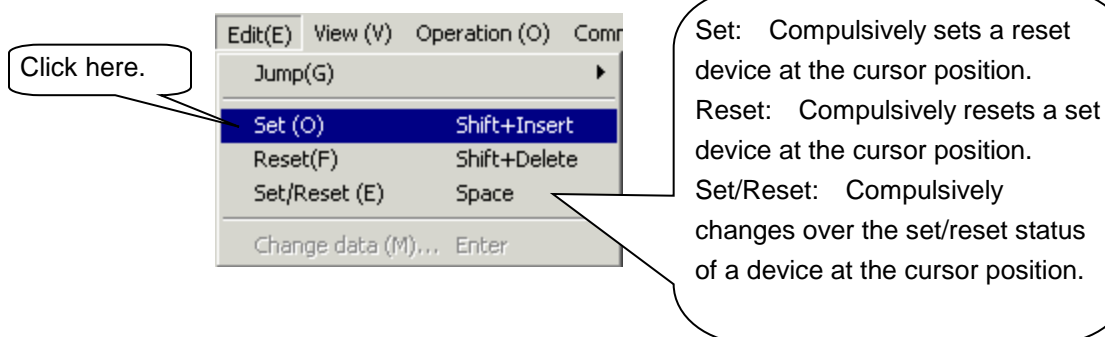 Edit(E) View (V) Operation (O) Comm
Click here.
Jump(G)
Set (O) Shift+Insert
Reset(F) Shift+Delete
Set/Reset (E) Space
Change data (M)... Enter
Set: Compulsively sets a reset
device at the cursor position.
Reset: Compulsively resets a set
device at the cursor position.
Set/Reset: Compulsively
changes over the set/reset status
of a device at the cursor position.